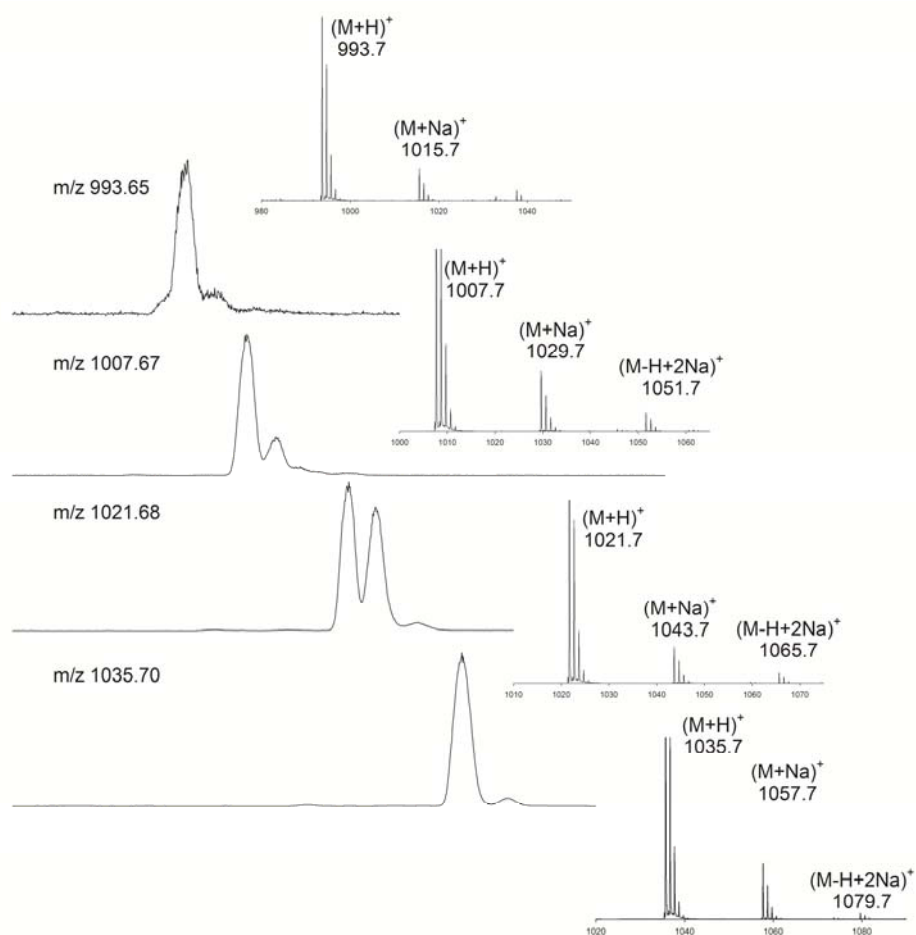 (M+H)+
993.7
(M+Na)+
1015.7
m/z 993.65
980 1000 1020 1040
(M+H)+
1007.7
(M+Na)+
1029.7
(M-H+2Na)+
1051.7
m/z 1007.67
1000 1010 1020 1030 1040 1050 1060
m/z 1021.68
(M+H)+
1021.7
(M+Na)+
1043.7
(M-H+2Na)+
1065.7
1010 1020 1030 1040 1050 1060 1070
m/z 1035.70
(M+H)+
1035.7
(M+Na)+
1057.7
(M-H+2Na)+
1079.7
1020 1040 1060 1080